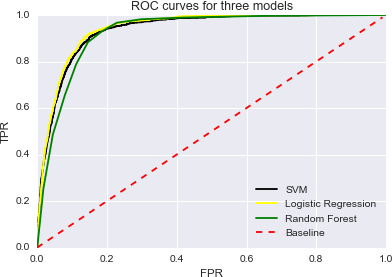 ROC curves for three models
1.0
0.8
0.6
0.4
0.2
0.0
TPR
SVM
Logistic Regression
Random Forest
Baseline
0.0 0.2 0.4 0.6 0.8 1.0
FPR